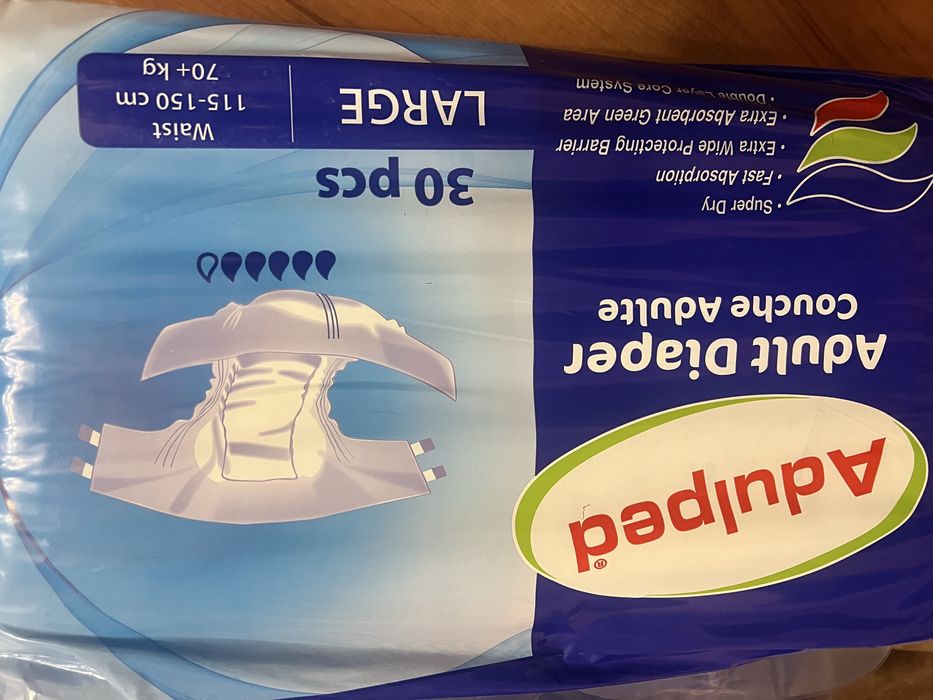 Adulped®
Adult Diaper
Couche Adulte
• Super Dry
• Fast Absorption
• Extra Wide Protecting Barrier
• Extra Absorbent Green Area
• Double Layer Core System
30 pcs
LARGE
Waist
115-150 cm
70+ kg